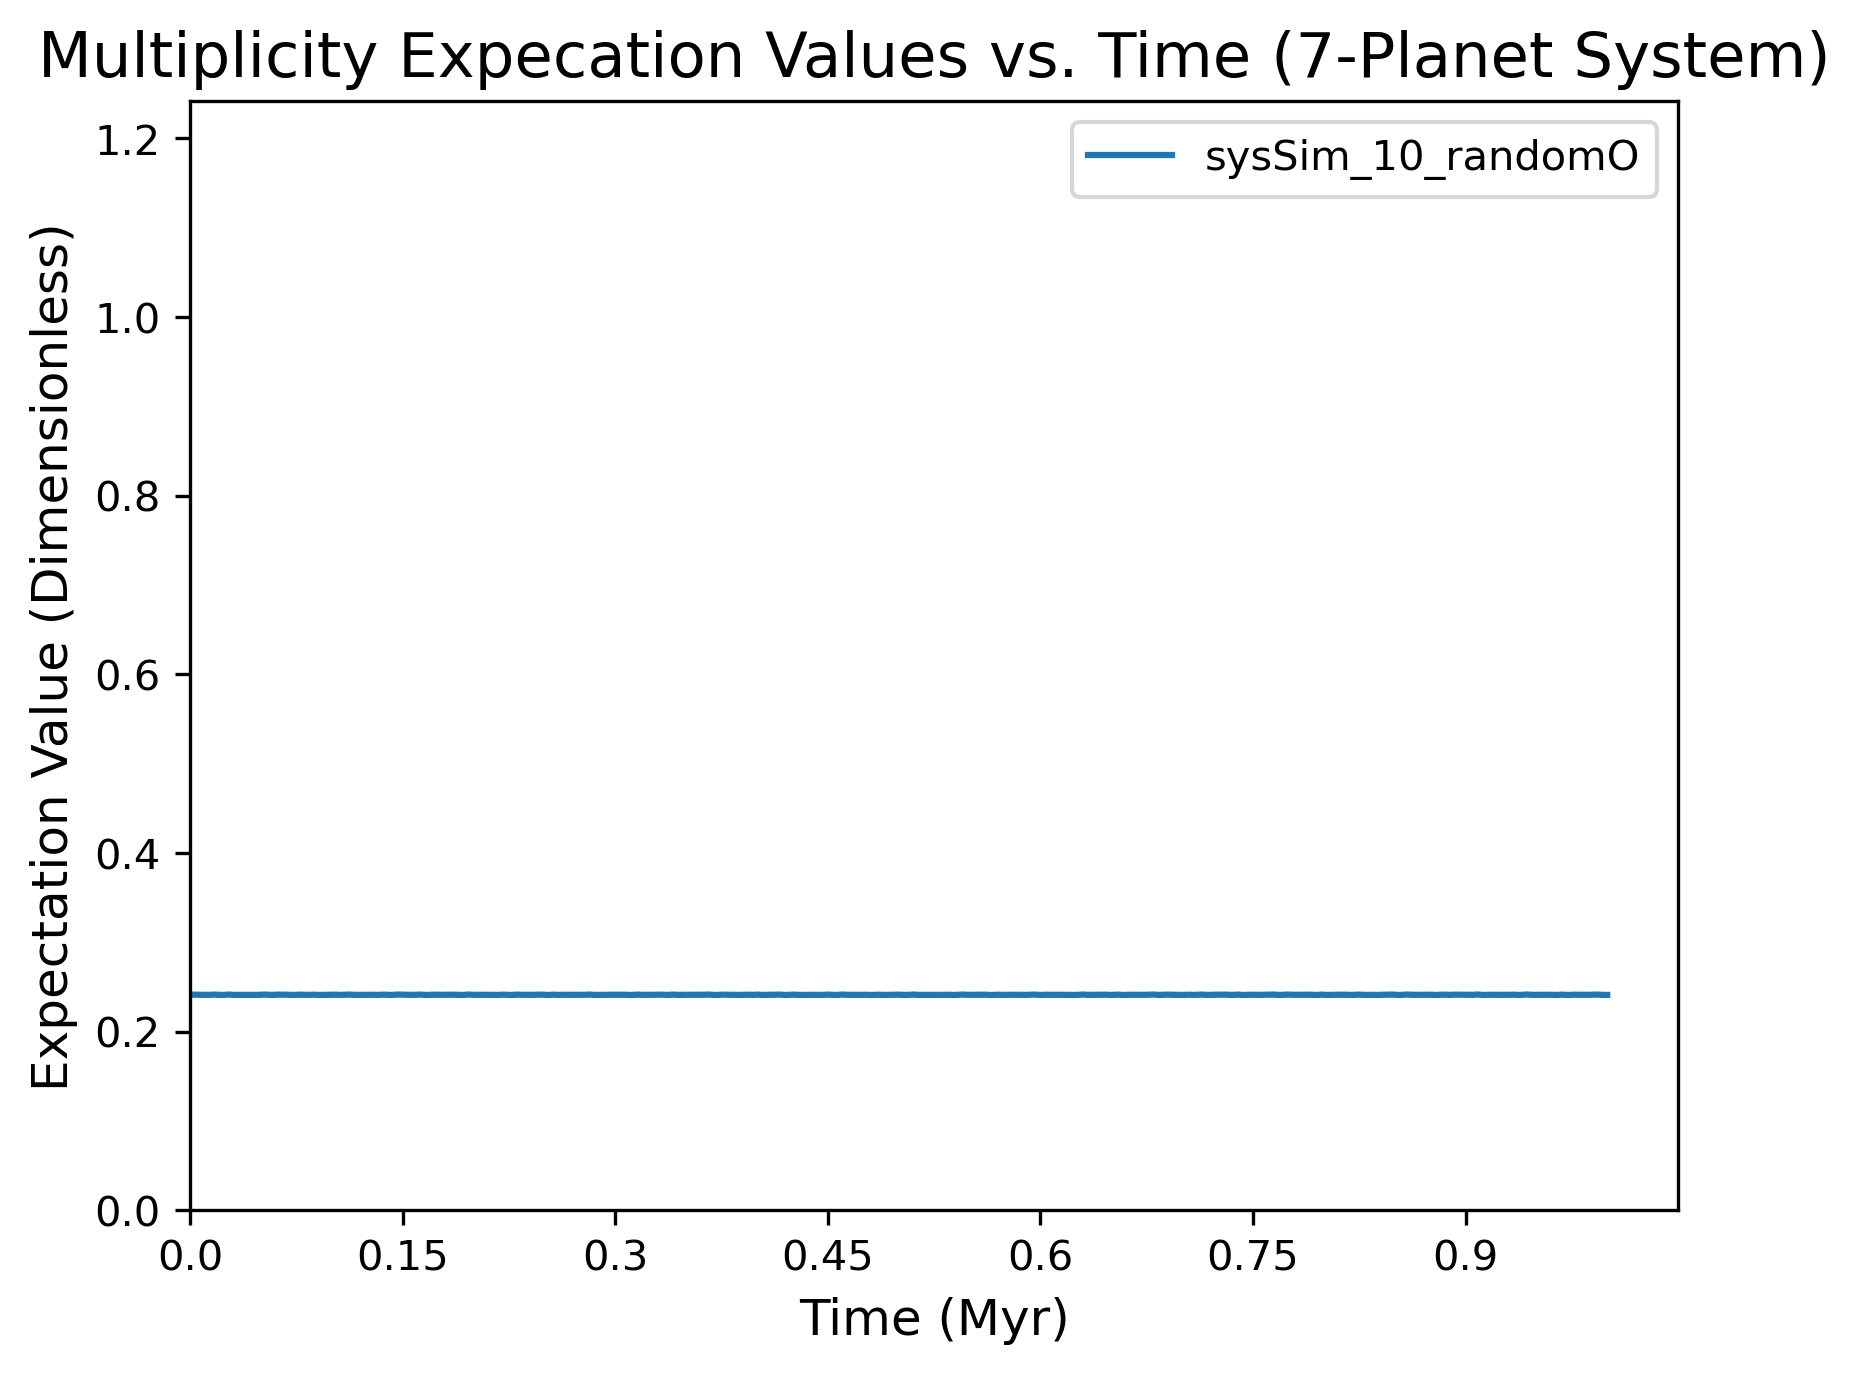 Multiplicity Expecation Values vs. Time (7-Planet System)
sysSim_10_randomO
Expectation Value (Dimensionless)
1.2
1.0
0.8
0.6
0.4
0.2
0.0
0.0 0.15 0.3 0.45 0.6 0.75 0.9
Time (Myr)